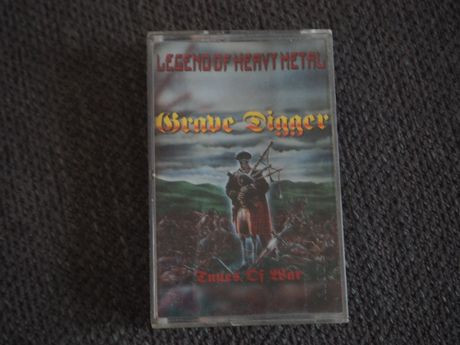 LEGEND OF HEAVY METAL
Grave Digger
Tunes Of War